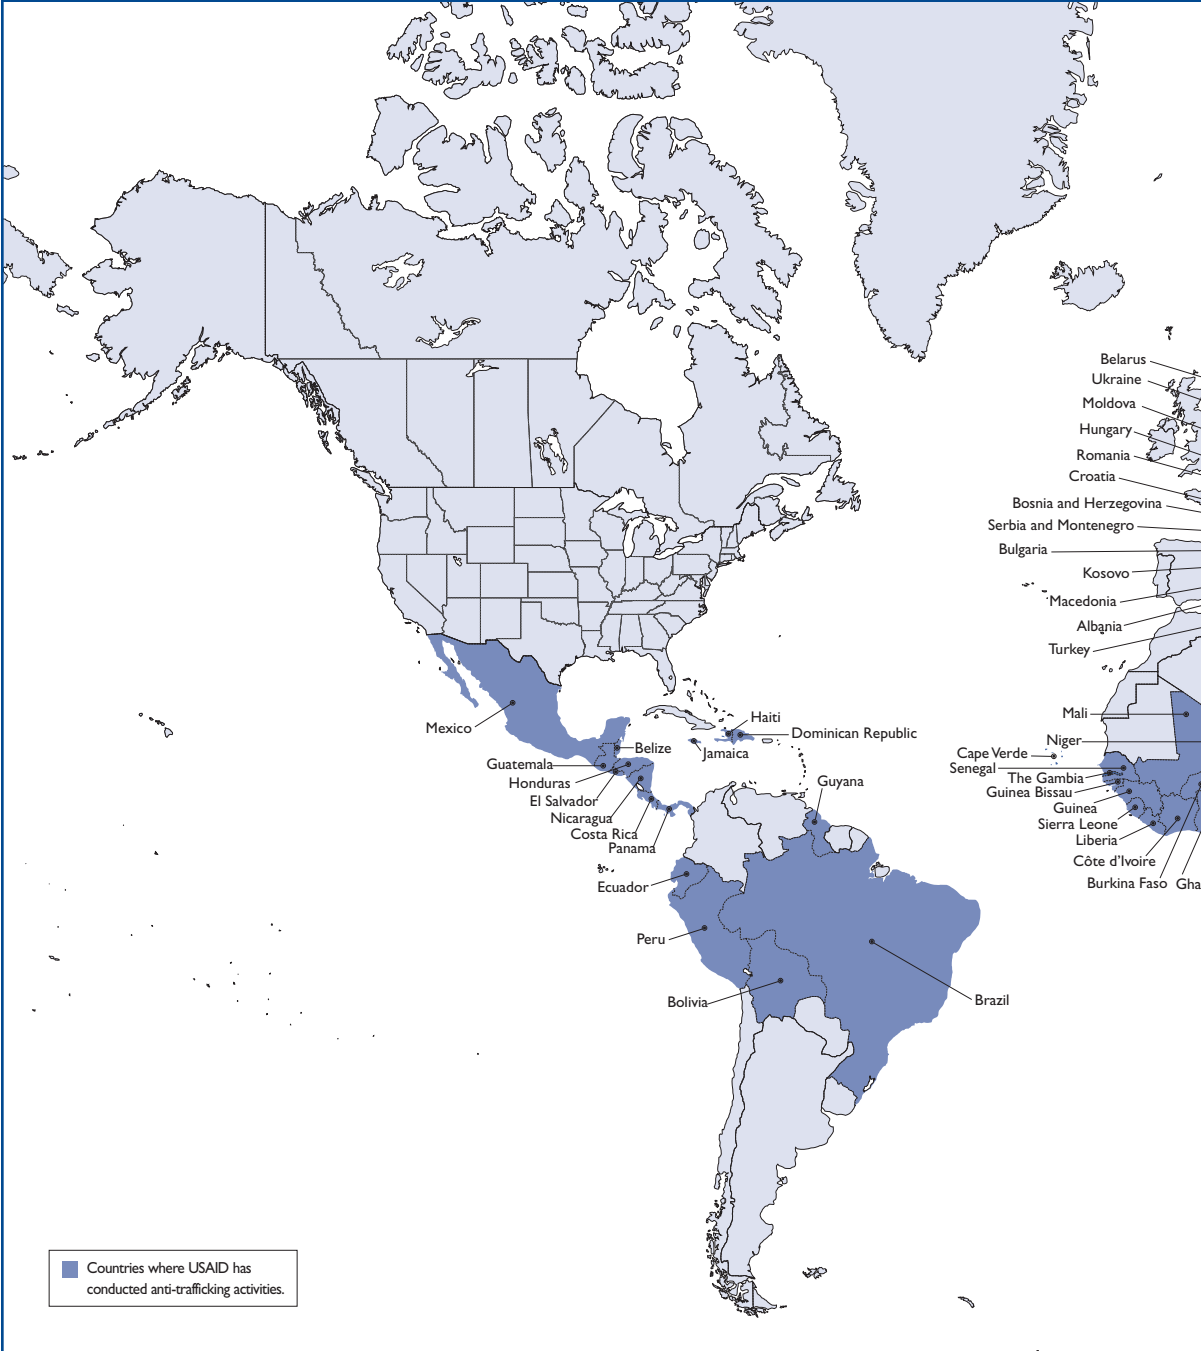 Belarus
Ukraine
Moldova
Hungary
Romania
Croatia
Bosnia and Herzegovina
Serbia and Montenegro
Bulgaria
Kosovo
Macedonia
Albania
Turkey
Mali
Niger
Cape Verde
Senegal
The Gambia
Guinea Bissau
Guinea
Sierra Leone
Liberia
Côte d'Ivoire
Burkina Faso
Gha
Mexico
Haiti
Dominican Republic
Jamaica
Belize
Guatemala
Honduras
El Salvador
Nicaragua
Costa Rica
Panama
Guyana
Ecuador
Peru
Bolivia
Brazil
Countries where USAID has
conducted anti-trafficking activities.